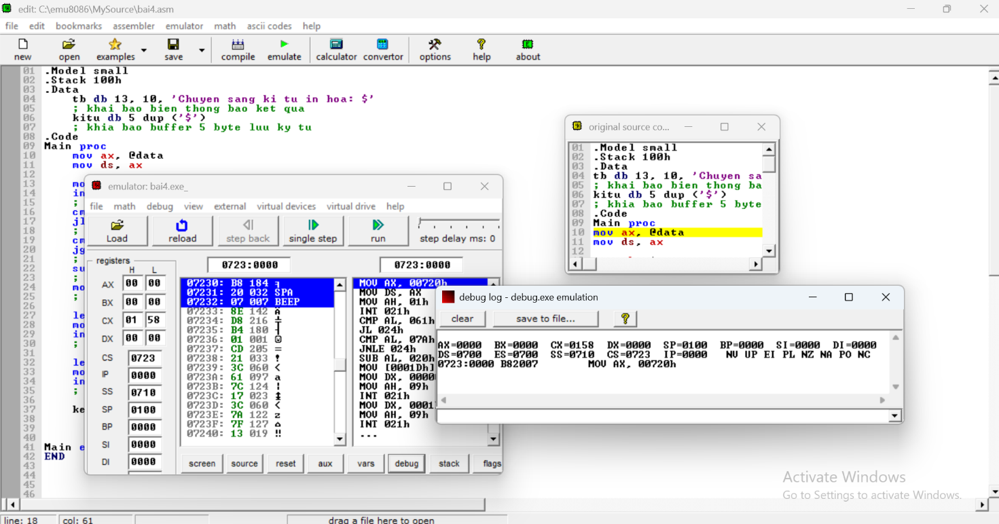 edit: C:\emu8086\MySource\bai4.asm
file edit bookmarks assembler emulator math ascii codes help
new open examples save compile emulate calculator convertor options help about
01 .Model small
02 .Stack 100h
03 .Data
04 tb db 13, 10, 'Chuyen sang ki tu in hoa: $'
05 ; khai bao bien thong bao ket qua
06 kitu db 5 dup ('$')
07 ; khia bao buffer 5 byte luu ky tu
08 .Code
09 Main proc
10 mov ax, @data
11 mov ds, ax
12
13 mo
14 in
15 ;
16 cm
17 jl
18 ;
19 cm
20 jg
21 ;
22 su
23 ;
24 mo
25 ;
26
27 le
28 mo
29 in
30 ;
31
32 le
33 mo
34 in
35 ;
36
37 ke
38
39
40
41 Main e
42 END
43
44
45
46
line: 18 col: 61 drag a file here to open
original source co...
01 .Model small
02 .Stack 100h
03 .Data
04 tb db 13, 10, 'Chuyen sa
05 ; khai bao bien thong ba
06 kitu db 5 dup ('$')
07 ; khia bao buffer 5 byte
08 .Code
09 Main proc
10 mov ax, @data
11 mov ds, ax
12
emulator: bai4.exe_
file math debug view external virtual devices virtual drive help
Load reload step back single step run step delay ms: 0
registers
H L
AX 00 00
BX 00 00
CX 01 58
DX 00 00
CS 0723
IP 0000
SS 0710
SP 0100
BP 0000
SI 0000
DI 0000
0723:0000
07230: B8 184 ╕
07231: 20 032 SPA
07232: 07 007 BEEP
07233: 8E 142 Ä
07234: D8 216 ╪
07235: B4 180 ┤
07236: 01 001 ☺
07237: CD 205 =
07238: 21 033 !
07239: 3C 060 <
0723A: 61 097 a
0723B: 7C 124 ¦
0723C: 17 023 ↨
0723D: 3C 060 <
0723E: 7A 122 z
0723F: 7F 127 ⌂
07240: 13 019 ‼
0723:0000
MOV AX, 00720h
MOV DS, AX
MOV AH, 01h
INT 021h
CMP AL, 061h
JL 024h
CMP AL, 07Ah
JNLE 024h
SUB AL, 020h
MOV [0001Dh]
MOV DX, 0000
MOV AH, 09h
INT 021h
MOV DX, 0001
MOV AH, 09h
INT 021h
...
screen source reset aux vars debug stack flags
debug log - debug.exe emulation
clear save to file...
AX=0000 BX=0000 CX=0158 DX=0000 SP=0100 BP=0000 SI=0000 DI=0000
DS=0700 ES=0700 SS=0710 CS=0723 IP=0000 NV UP EI PL NZ NA PO NC
0723:0000 B82007 MOV AX, 00720h
Activate Windows
Go to Settings to activate Windows.